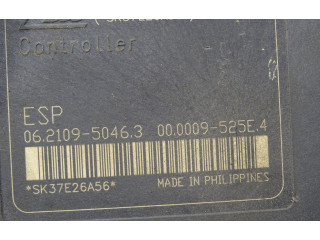 Controller
ESP
06.2109-5046.3 00.0009-525E.4
*SK37E26A56*
MADE IN PHILIPPINES